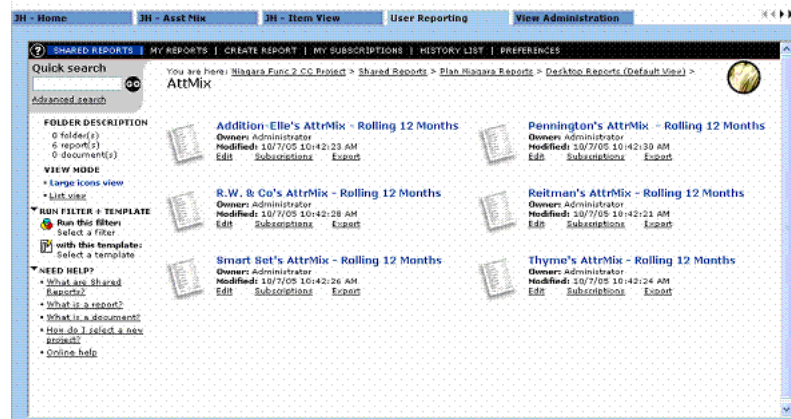 JH - Home
JH - Asst Mix
JH - Item View
User Reporting
View Administration
SHARED REPORTS | MY REPORTS | CREATE REPORT | MY SUBSCRIPTIONS | HISTORY LIST | PREFERENCES
Quick search
GO
Advanced search
You are here: Niagara Func 2 CC Project > Shared Reports > Plan Niagara Reports > Desktop Reports (Default View) >
AttMix
FOLDER DESCRIPTION
0 folder(s)
6 report(s)
0 document(s)
VIEW MODE
• Large icons view
• List view
RUN FILTER + TEMPLATE
Run this filter:
Select a filter
with this template:
Select a template
NEED HELP?
• What are Shared
Reports?
• What is a report?
• What is a document?
• How do I select a new
project?
• Online help
Addition-Elle's AttrMix - Rolling 12 Months
Owner: Administrator
Modified: 10/7/05 10:42:23 AM
Edit Subscriptions Export
Pennington's AttrMix - Rolling 12 Months
Owner: Administrator
Modified: 10/7/05 10:42:30 AM
Edit Subscriptions Export
R.W. & Co's AttrMix - Rolling 12 Months
Owner: Administrator
Modified: 10/7/05 10:42:28 AM
Edit Subscriptions Export
Reitman's AttrMix - Rolling 12 Months
Owner: Administrator
Modified: 10/7/05 10:42:21 AM
Edit Subscriptions Export
Smart Set's AttrMix - Rolling 12 Months
Owner: Administrator
Modified: 10/7/05 10:42:26 AM
Edit Subscriptions Export
Thyme's AttrMix - Rolling 12 Months
Owner: Administrator
Modified: 10/7/05 10:42:24 AM
Edit Subscriptions Export